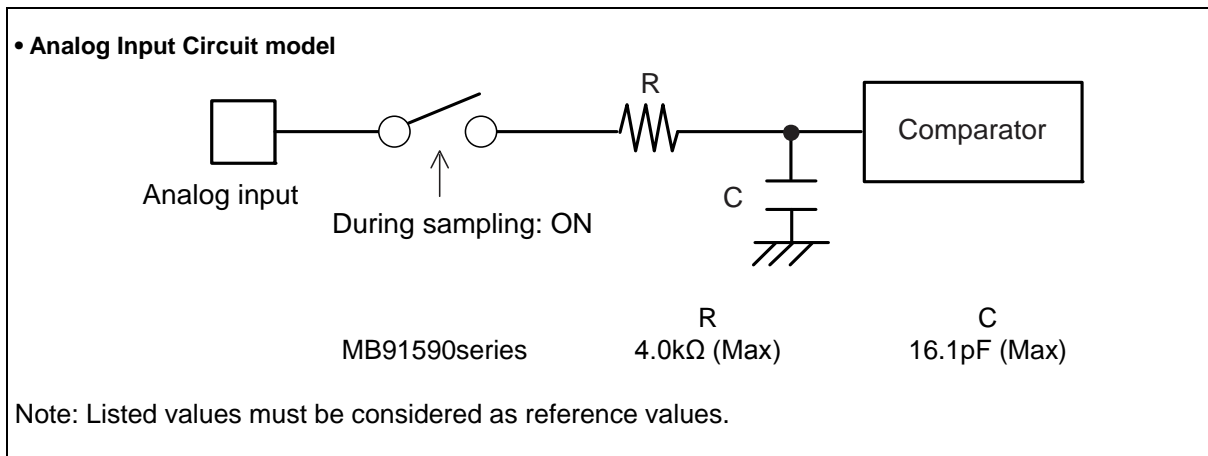 • Analog Input Circuit model
R
Comparator
Analog input
C
During sampling: ON
R C
MB91590series 4.0kΩ (Max) 16.1pF (Max)
Note: Listed values must be considered as reference values.